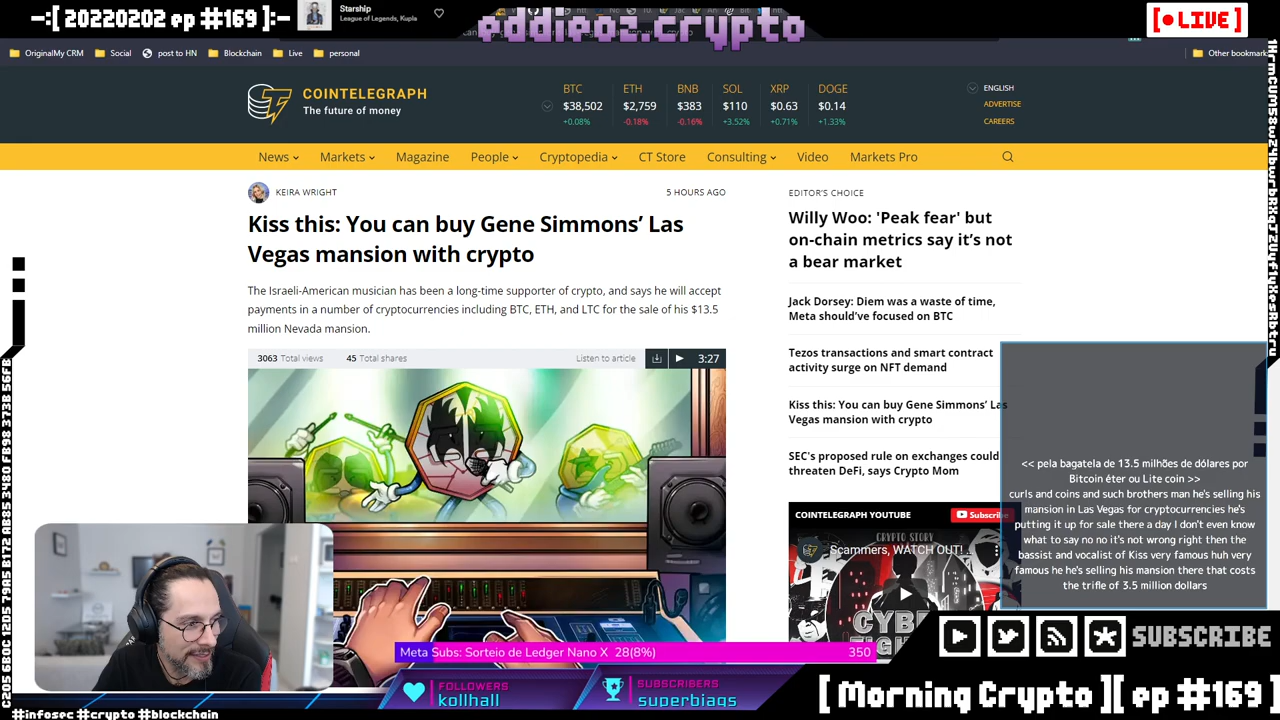 —:[ 20220202 ep #169 ]:—
Starship
League of Legends, Kupla
eddieoz.crypto
[ LIVE ]
OriginalMy CRM
Social
post to HN
Blockchain
Live
personal
Other bookmark
COINTELEGRAPH
The future of money
BTC ETH BNB SOL XRP DOGE
$38,502 $2,759 $383 $110 $0.63 $0.14
+0.08% -0.18% -0.16% +3.52% +0.71% +1.33%
ENGLISH
ADVERTISE
CAREERS
News Markets Magazine People Cryptopedia CT Store Consulting Video Markets Pro
KEIRA WRIGHT
5 HOURS AGO
Kiss this: You can buy Gene Simmons’ Las
Vegas mansion with crypto
The Israeli-American musician has been a long-time supporter of crypto, and says he will accept
payments in a number of cryptocurrencies including BTC, ETH, and LTC for the sale of his $13.5
million Nevada mansion.
3063 Total views
45 Total shares
Listen to article
3:27
EDITOR’S CHOICE
Willy Woo: 'Peak fear' but
on-chain metrics say it’s not
a bear market
Jack Dorsey: Diem was a waste of time,
Meta should’ve focused on BTC
Tezos transactions and smart contract
activity surge on NFT demand
Kiss this: You can buy Gene Simmons’ Las
Vegas mansion with crypto
SEC's proposed rule on exchanges could
threaten DeFi, says Crypto Mom
COINTELEGRAPH YOUTUBE
Subscribe
CRYPTO STORY
Scammers, WATCH OUT! ...
<< pela bagatela de 13.5 milhões de dólares por
Bitcoin éter ou Lite coin >>
curls and coins and such brothers man he's selling his
mansion in Las Vegas for cryptocurrencies he's
putting it up for sale there a day I don't even know
what to say no no it's not wrong right then the
bassist and vocalist of Kiss very famous huh very
famous he he's selling his mansion there that costs
the trifle of 3.5 million dollars
SUBSCRIBE
Meta Subs: Sorteio de Ledger Nano X 28(8%)
350
FOLLOWERS
kollhall
SUBSCRIBERS
superbiaqs
[ Morning Crypto ][ ep #169 ]
#infosec #crypto #blockchain